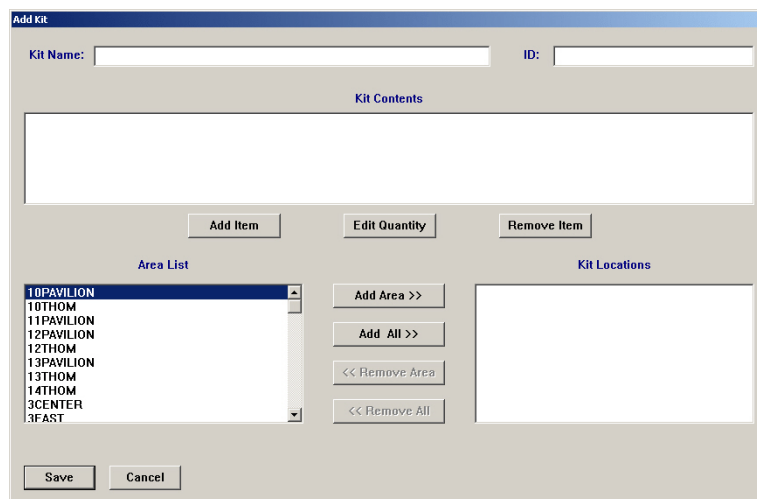 Add Kit
Kit Name: ID:
Kit Contents
Add Item Edit Quantity Remove Item
Area List Kit Locations
10PAVILION
10THOM
11PAVILION
12PAVILION
12THOM
13PAVILION
13THOM
14THOM
3CENTER
3EAST
Add Area >>
Add All >>
<< Remove Area
<< Remove All
Save Cancel